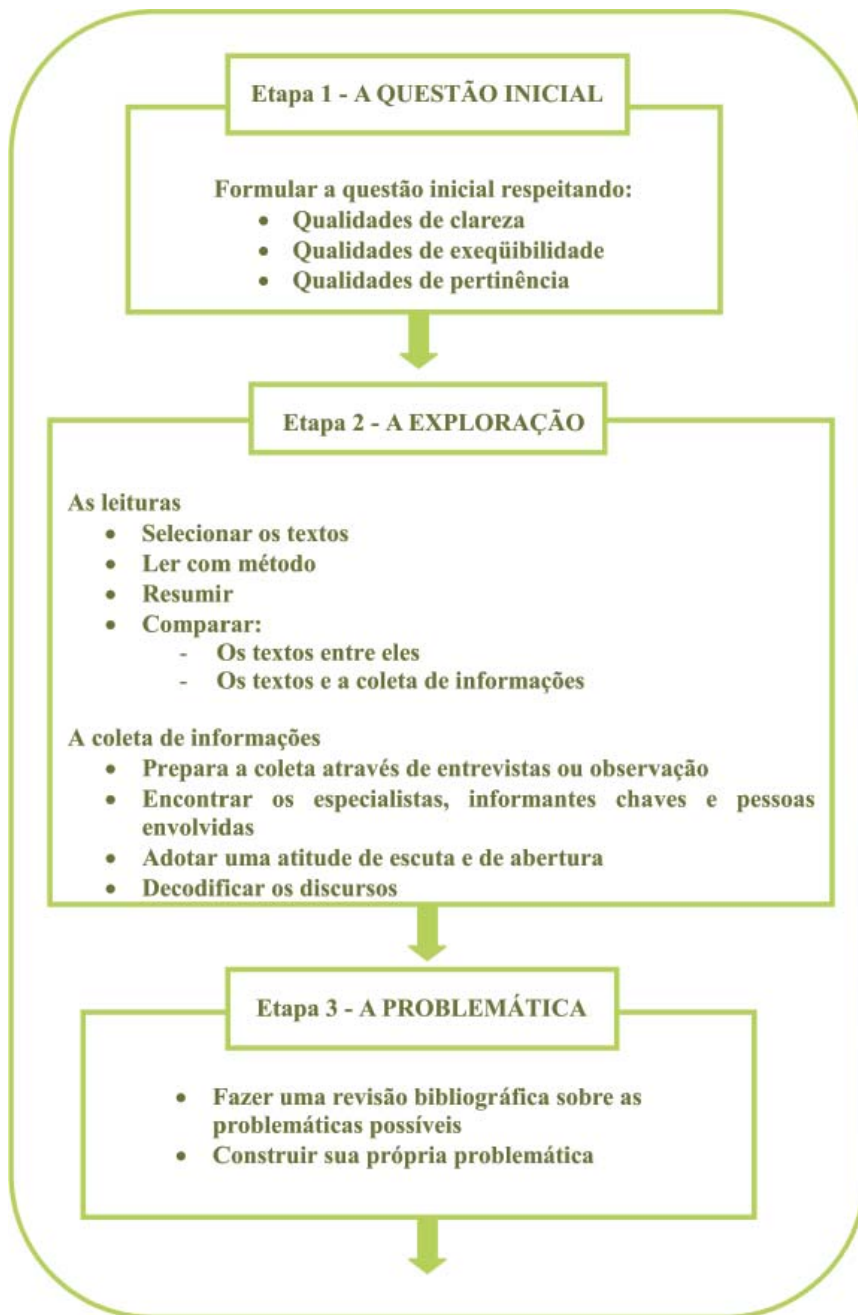 Etapa 1 - A QUESTÃO INICIAL
Formular a questão inicial respeitando:
• Qualidades de clareza
• Qualidades de exeqüibilidade
• Qualidades de pertinência
Etapa 2 - A EXPLORAÇÃO
As leituras
• Selecionar os textos
• Ler com método
• Resumir
• Comparar:
- Os textos entre eles
- Os textos e a coleta de informações
A coleta de informações
• Prepara a coleta através de entrevistas ou observação
• Encontrar os especialistas, informantes chaves e pessoas
envolvidas
• Adotar uma atitude de escuta e de abertura
• Decodificar os discursos
Etapa 3 - A PROBLEMÁTICA
• Fazer uma revisão bibliográfica sobre as
problemáticas possíveis
• Construir sua própria problemática